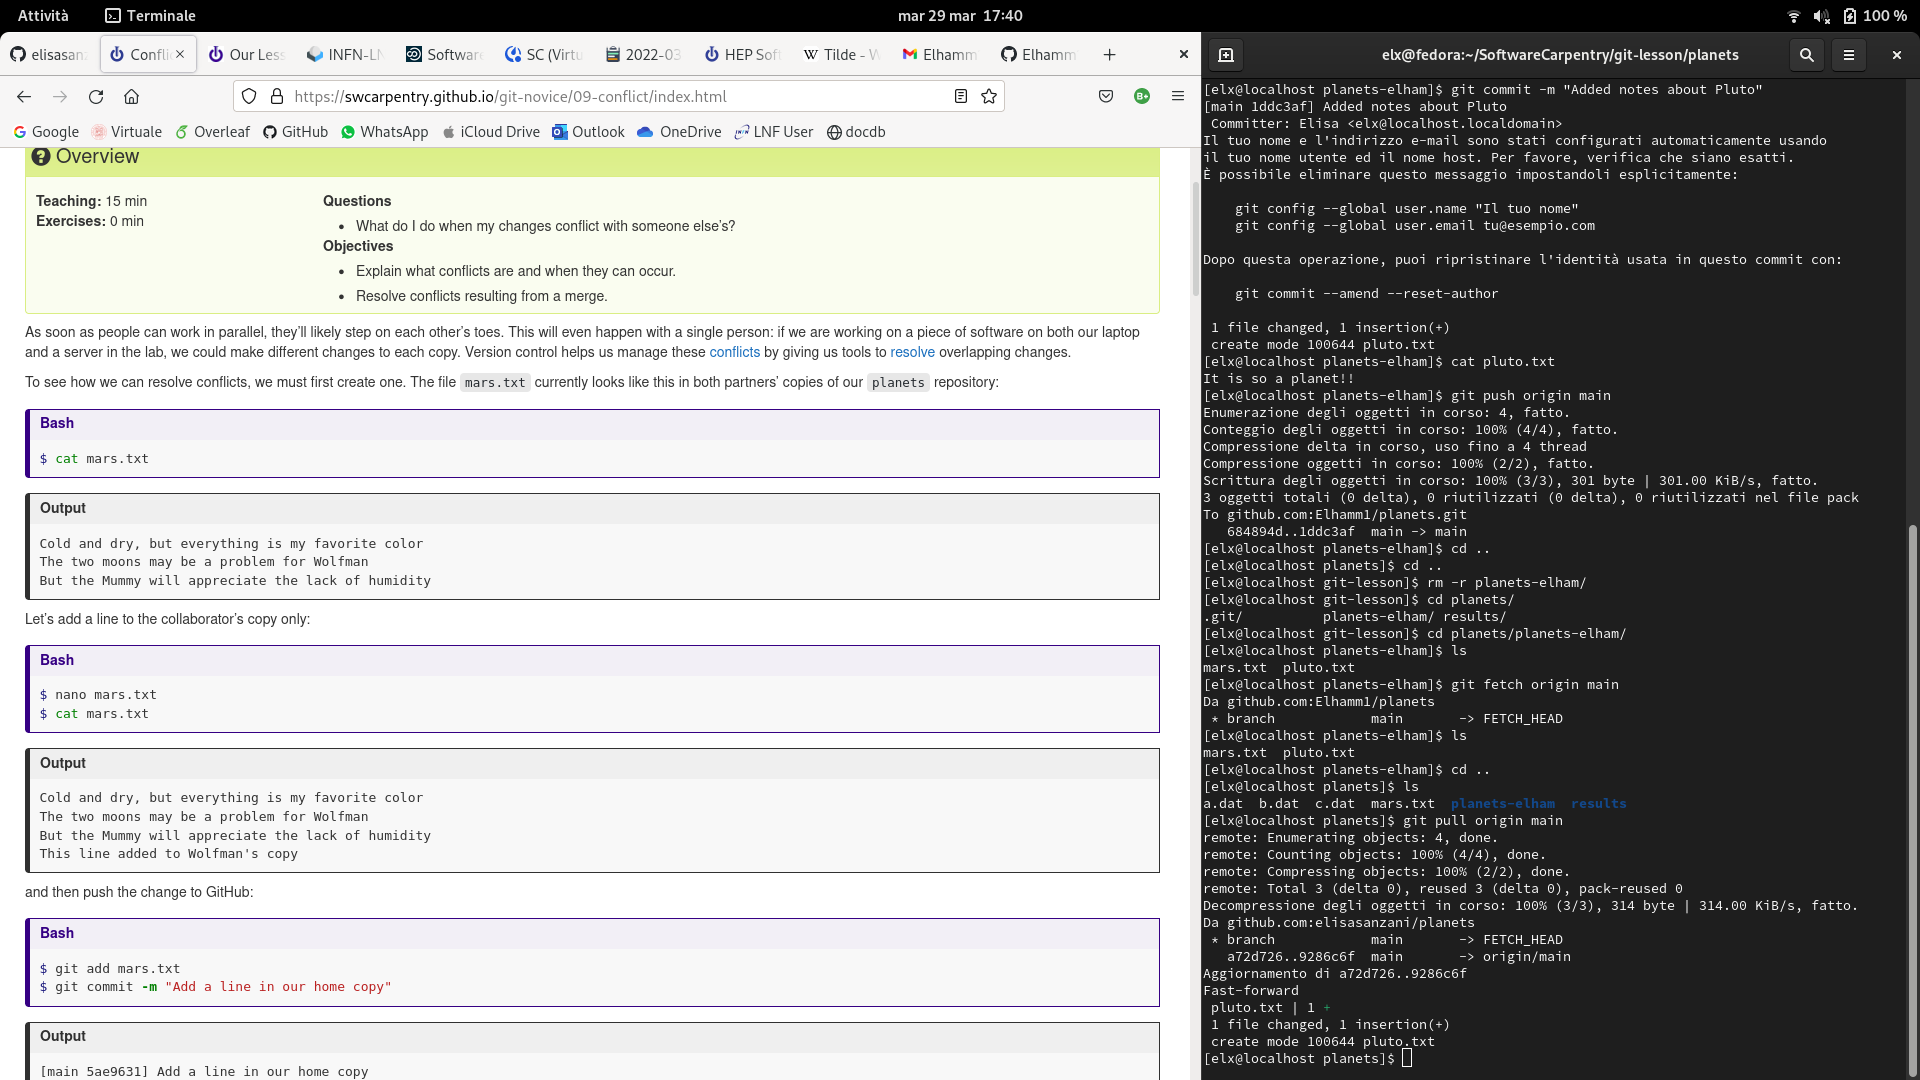 Attività
Terminale
mar 29 mar 17:40
100 %
elisasan
Confli
Our Less
INFN-LN
Software
SC (Virtu
2022-03
HEP Soft
Tilde - W
Elhamm
Elhamm
https://swcarpentry.github.io/git-novice/09-conflict/index.html
Google
Virtuale
Overleaf
GitHub
WhatsApp
iCloud Drive
Outlook
OneDrive
LNF User
docdb
Overview
Teaching: 15 min
Exercises: 0 min
Questions
• What do I do when my changes conflict with someone else’s?
Objectives
• Explain what conflicts are and when they can occur.
• Resolve conflicts resulting from a merge.
As soon as people can work in parallel, they’ll likely step on each other’s toes. This will even happen with a single person: if we are working on a piece of software on both our laptop
and a server in the lab, we could make different changes to each copy. Version control helps us manage these conflicts by giving us tools to resolve overlapping changes.
To see how we can resolve conflicts, we must first create one. The file mars.txt currently looks like this in both partners’ copies of our planets repository:
Bash
$ cat mars.txt
Output
Cold and dry, but everything is my favorite color
The two moons may be a problem for Wolfman
But the Mummy will appreciate the lack of humidity
Let’s add a line to the collaborator’s copy only:
Bash
$ nano mars.txt
$ cat mars.txt
Output
Cold and dry, but everything is my favorite color
The two moons may be a problem for Wolfman
But the Mummy will appreciate the lack of humidity
This line added to Wolfman's copy
and then push the change to GitHub:
Bash
$ git add mars.txt
$ git commit -m "Add a line in our home copy"
Output
[main 5ae9631] Add a line in our home copy
elx@fedora:~/SoftwareCarpentry/git-lesson/planets
[elx@localhost planets-elham]$ git commit -m "Added notes about Pluto"
[main 1ddc3af] Added notes about Pluto
 Committer: Elisa <elx@localhost.localdomain>
Il tuo nome e l'indirizzo e-mail sono stati configurati automaticamente usando
il tuo nome utente ed il nome host. Per favore, verifica che siano esatti.
È possibile eliminare questo messaggio impostandoli esplicitamente:
    git config --global user.name "Il tuo nome"
    git config --global user.email tu@esempio.com
Dopo questa operazione, puoi ripristinare l'identità usata in questo commit con:
    git commit --amend --reset-author
 1 file changed, 1 insertion(+)
 create mode 100644 pluto.txt
[elx@localhost planets-elham]$ cat pluto.txt
It is so a planet!!
[elx@localhost planets-elham]$ git push origin main
Enumerazione degli oggetti in corso: 4, fatto.
Conteggio degli oggetti in corso: 100% (4/4), fatto.
Compressione delta in corso, uso fino a 4 thread
Compressione oggetti in corso: 100% (2/2), fatto.
Scrittura degli oggetti in corso: 100% (3/3), 301 byte | 301.00 KiB/s, fatto.
3 oggetti totali (0 delta), 0 riutilizzati (0 delta), 0 riutilizzati nel file pack
To github.com:Elhamm1/planets.git
   684894d..1ddc3af  main -> main
[elx@localhost planets-elham]$ cd ..
[elx@localhost planets]$ cd ..
[elx@localhost git-lesson]$ rm -r planets-elham/
[elx@localhost git-lesson]$ cd planets/
.git/          planets-elham/ results/
[elx@localhost git-lesson]$ cd planets/planets-elham/
[elx@localhost planets-elham]$ ls
mars.txt  pluto.txt
[elx@localhost planets-elham]$ git fetch origin main
Da github.com:Elhamm1/planets
 * branch            main       -> FETCH_HEAD
[elx@localhost planets-elham]$ ls
mars.txt  pluto.txt
[elx@localhost planets-elham]$ cd ..
[elx@localhost planets]$ ls
a.dat  b.dat  c.dat  mars.txt  planets-elham  results
[elx@localhost planets]$ git pull origin main
remote: Enumerating objects: 4, done.
remote: Counting objects: 100% (4/4), done.
remote: Compressing objects: 100% (2/2), done.
remote: Total 3 (delta 0), reused 3 (delta 0), pack-reused 0
Decompressione degli oggetti in corso: 100% (3/3), 314 byte | 314.00 KiB/s, fatto.
Da github.com:elisasanzani/planets
 * branch            main       -> FETCH_HEAD
   a72d726..9286c6f  main       -> origin/main
Aggiornamento di a72d726..9286c6f
Fast-forward
 pluto.txt | 1 +
 1 file changed, 1 insertion(+)
 create mode 100644 pluto.txt
[elx@localhost planets]$